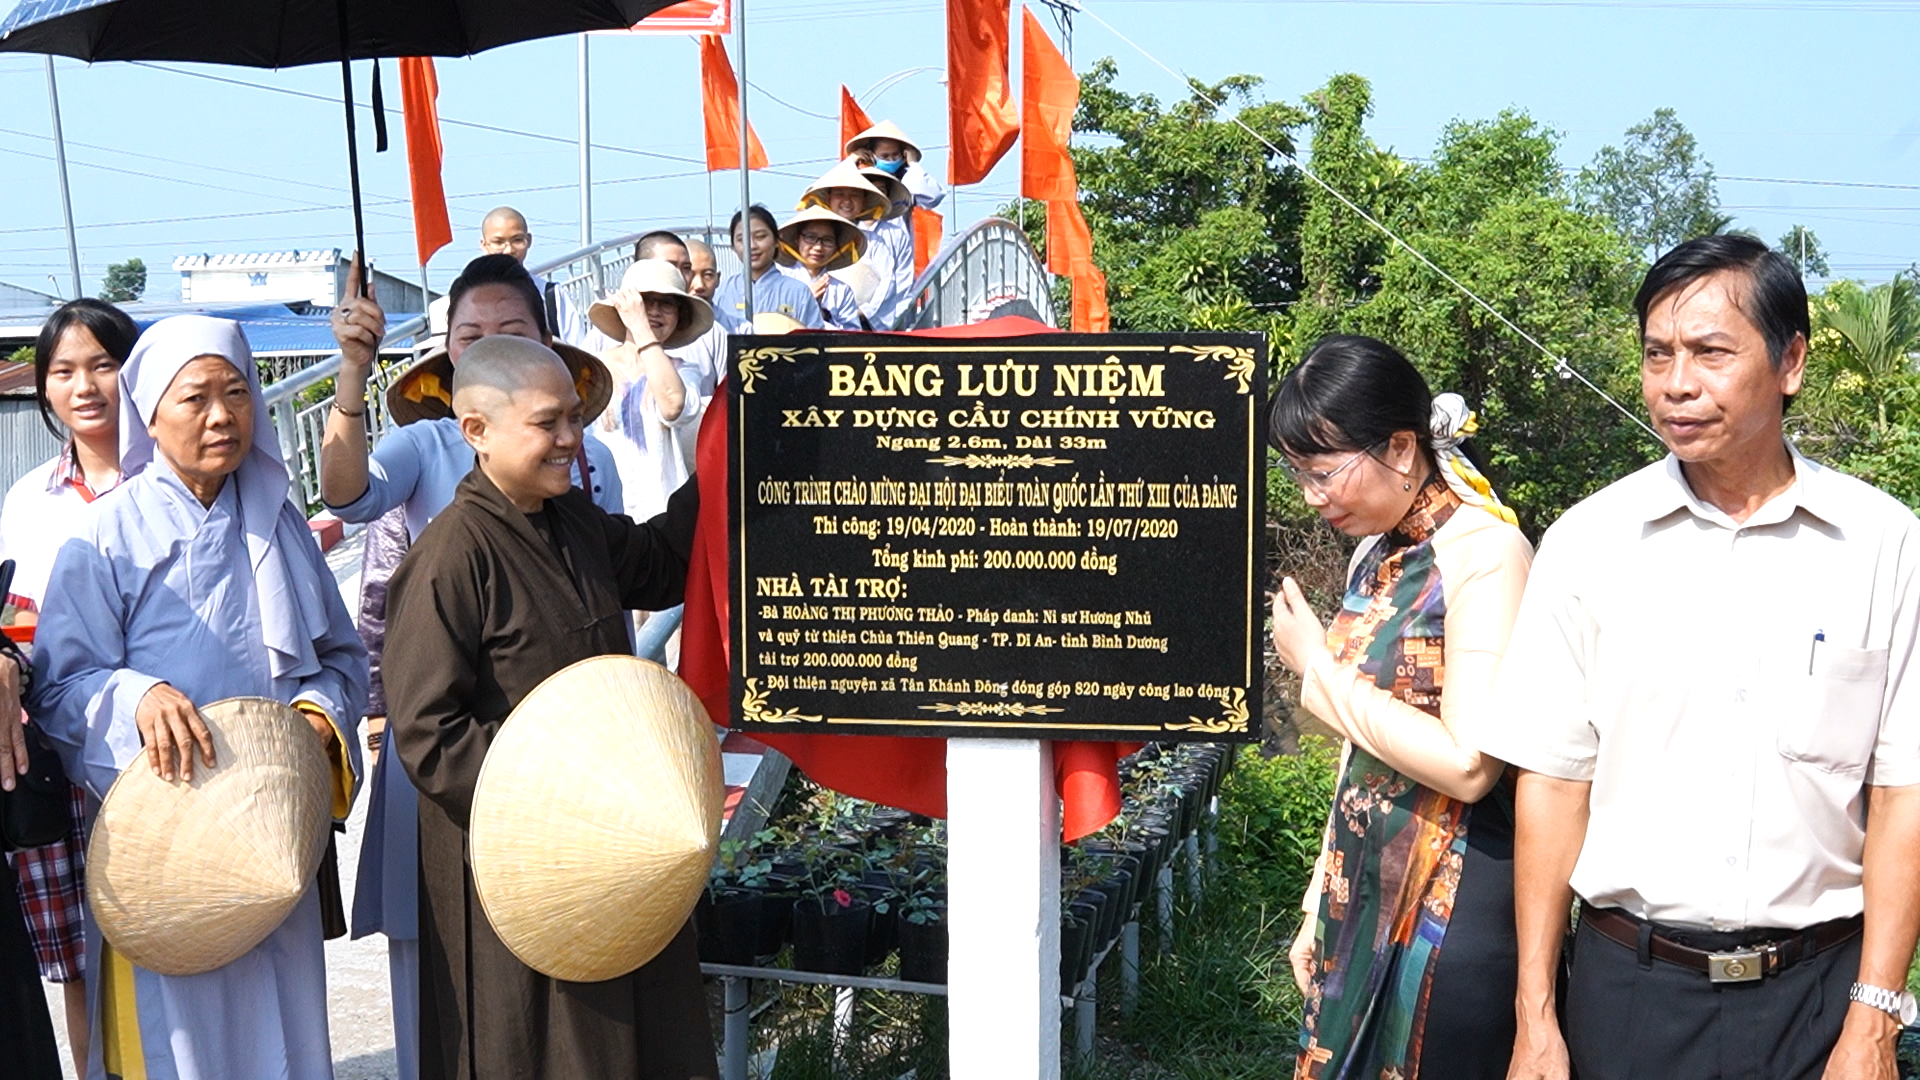 BẢNG LƯU NIỆM
XÂY DỰNG CẦU CHÍNH VỮNG
Ngang 2.6m, Dài 33m
CÔNG TRÌNH CHÀO MỪNG ĐẠI HỘI ĐẠI BIỂU TOÀN QUỐC LẦN THỨ XIII CỦA ĐẢNG
Thi công: 19/04/2020 - Hoàn thành: 19/07/2020
Tổng kinh phí: 200.000.000 đồng
NHÀ TÀI TRỢ:
-Bà HOÀNG THỊ PHƯƠNG THẢO - Pháp danh: Ni sư Hương Nhũ
và quỹ từ thiện Chùa Thiên Quang - TP. Dĩ An- tỉnh Bình Dương
tài trợ 200.000.000 đồng
- Đội thiện nguyện xã Tân Khánh Đông đóng góp 820 ngày công lao động